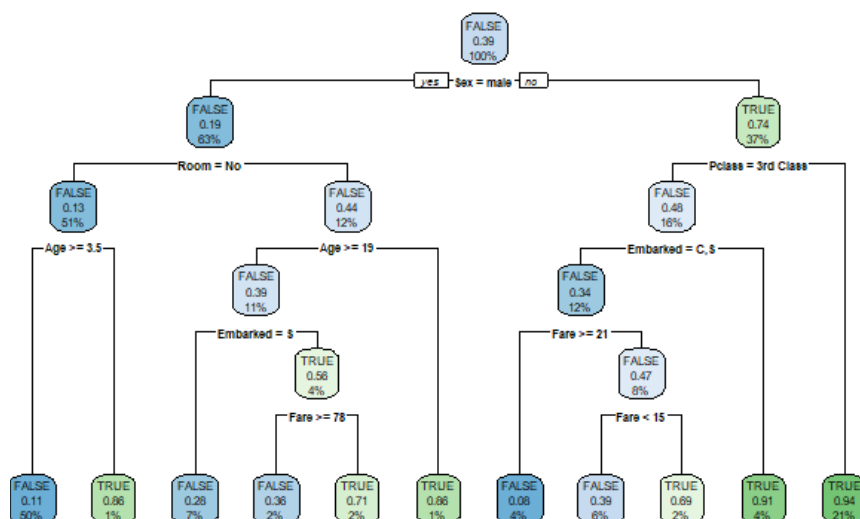 FALSE
0.39
100%
yes Sex = male no
FALSE
0.19
63%
TRUE
0.74
37%
Room = No
Pclass = 3rd Class
FALSE
0.13
51%
FALSE
0.44
12%
FALSE
0.48
16%
Age >= 3.5
Age >= 19
Embarked = C,S
FALSE
0.39
11%
FALSE
0.34
12%
Embarked = S
Fare >= 21
TRUE
0.56
4%
FALSE
0.47
8%
Fare >= 78
Fare < 15
FALSE
0.11
50%
TRUE
0.86
1%
FALSE
0.28
7%
FALSE
0.36
2%
TRUE
0.71
2%
TRUE
0.86
1%
FALSE
0.08
4%
FALSE
0.39
6%
TRUE
0.69
2%
TRUE
0.91
4%
TRUE
0.94
21%